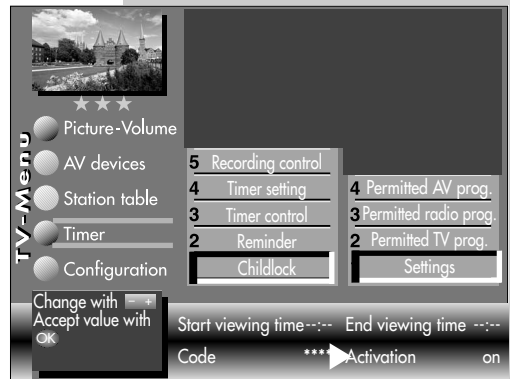 TV-Menu
Picture-Volume
AV devices
Station table
Timer
Configuration
5 Recording control
4 Timer setting
3 Timer control
2 Reminder
Childlock
4 Permitted AV prog.
3 Permitted radio prog.
2 Permitted TV prog.
Settings
Change with - +
Accept value with
OK
Start viewing time --:-- End viewing time --:--
Code **** Activation on